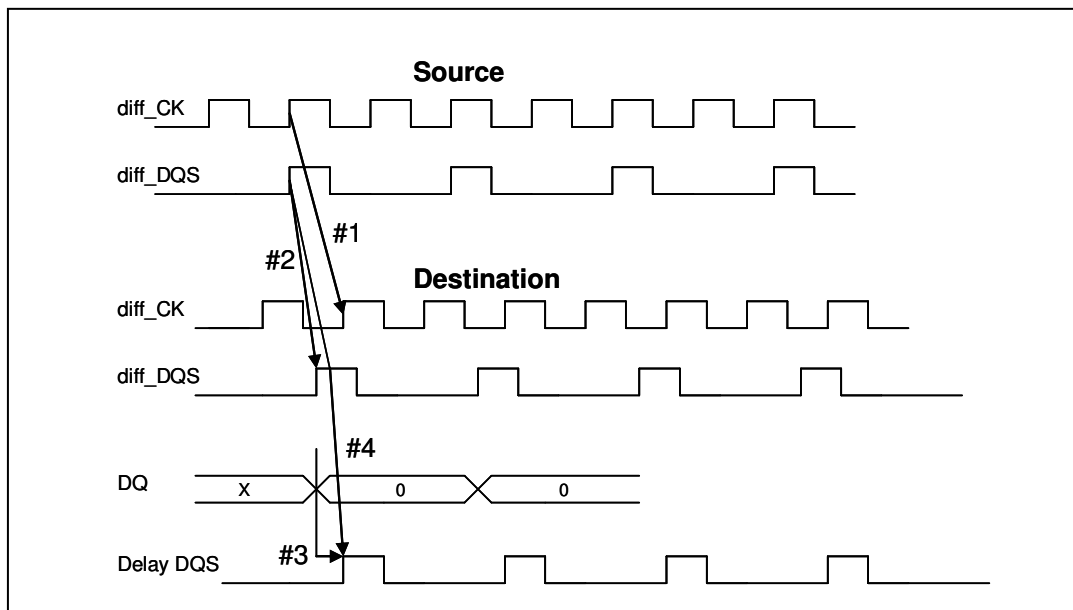 Source
diff_CK
diff_DQS
#1
#2
Destination
diff_CK
diff_DQS
#4
DQ
X
0
0
#3
Delay DQS